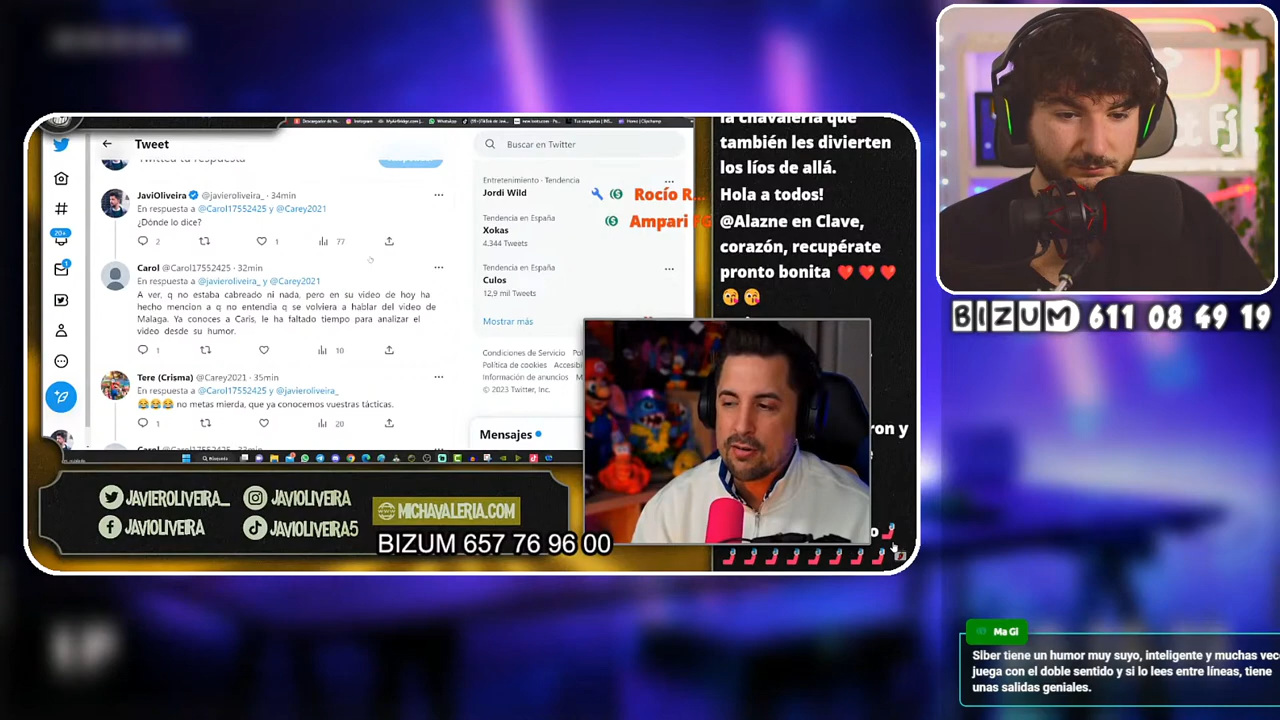 Tweet
Buscar en Twitter
JaviOliveira @javieroliveira_ · 34min
En respuesta a @Carol17552425 y @Carey2021
¿Dónde lo dice?
2
1
77
Carol @Carol17552425 · 32min
En respuesta a @javieroliveira_ y @Carey2021
A ver, q no estaba cabreado ni nada, pero en su video de hoy ha
hecho mencion a q no entendia q se volviera a hablar del video de
Malaga. Ya conoces a Caris, le ha faltado tiempo para analizar el
video desde su humor.
1
10
Tere (Crisma) @Carey2021 · 35min
En respuesta a @Carol17552425 y @javieroliveira_
😂😂😂 no metas mierda, que ya conocemos vuestras tácticas.
1
20
20+
1
Entretenimiento · Tendencia
Jordi Wild
Tendencia en España
Xokas
4.344 Tweets
Tendencia en España
Culos
12,9 mil Tweets
Mostrar más
Condiciones de Servicio
Política de cookies
© 2023 Twitter, Inc.
Mensajes
Rocío R...
Ampari
la chavalería que
también les divierten
los líos de allá.
Hola a todos!
@Alazne en Clave,
corazón, recupérate
pronto bonita ❤️ ❤️ ❤️
😘 😘
JAVIEROLIVEIRA_
JAVIOLIVEIRA
JAVIOLIVEIRA
JAVIOLIVEIRA5
MICHAVALERIA.COM
BIZUM 657 76 96 00
BIZUM 611 08 49 19
Ma Gi
SIber tiene un humor muy suyo, inteligente y muchas vece
juega con el doble sentido y si lo lees entre líneas, tiene
unas salidas geniales.